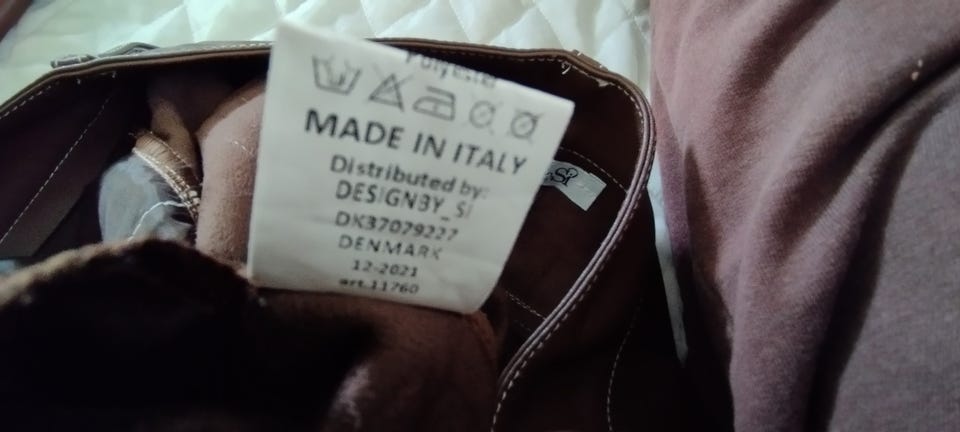 Polyester
MADE IN ITALY
Distributed by:
DESIGNBY_SI
DK37079227
DENMARK
12-2021
art.11760